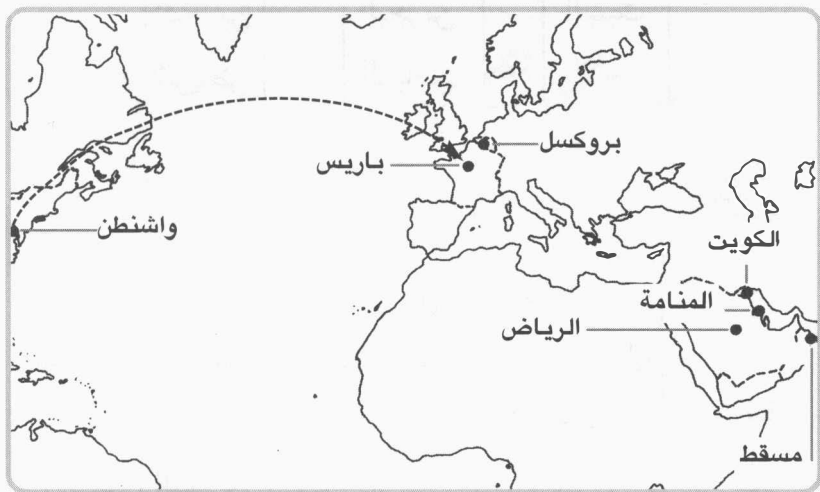 بروكسل
باريس
واشنطن
الكويت
المنامة
الرياض
مسقط